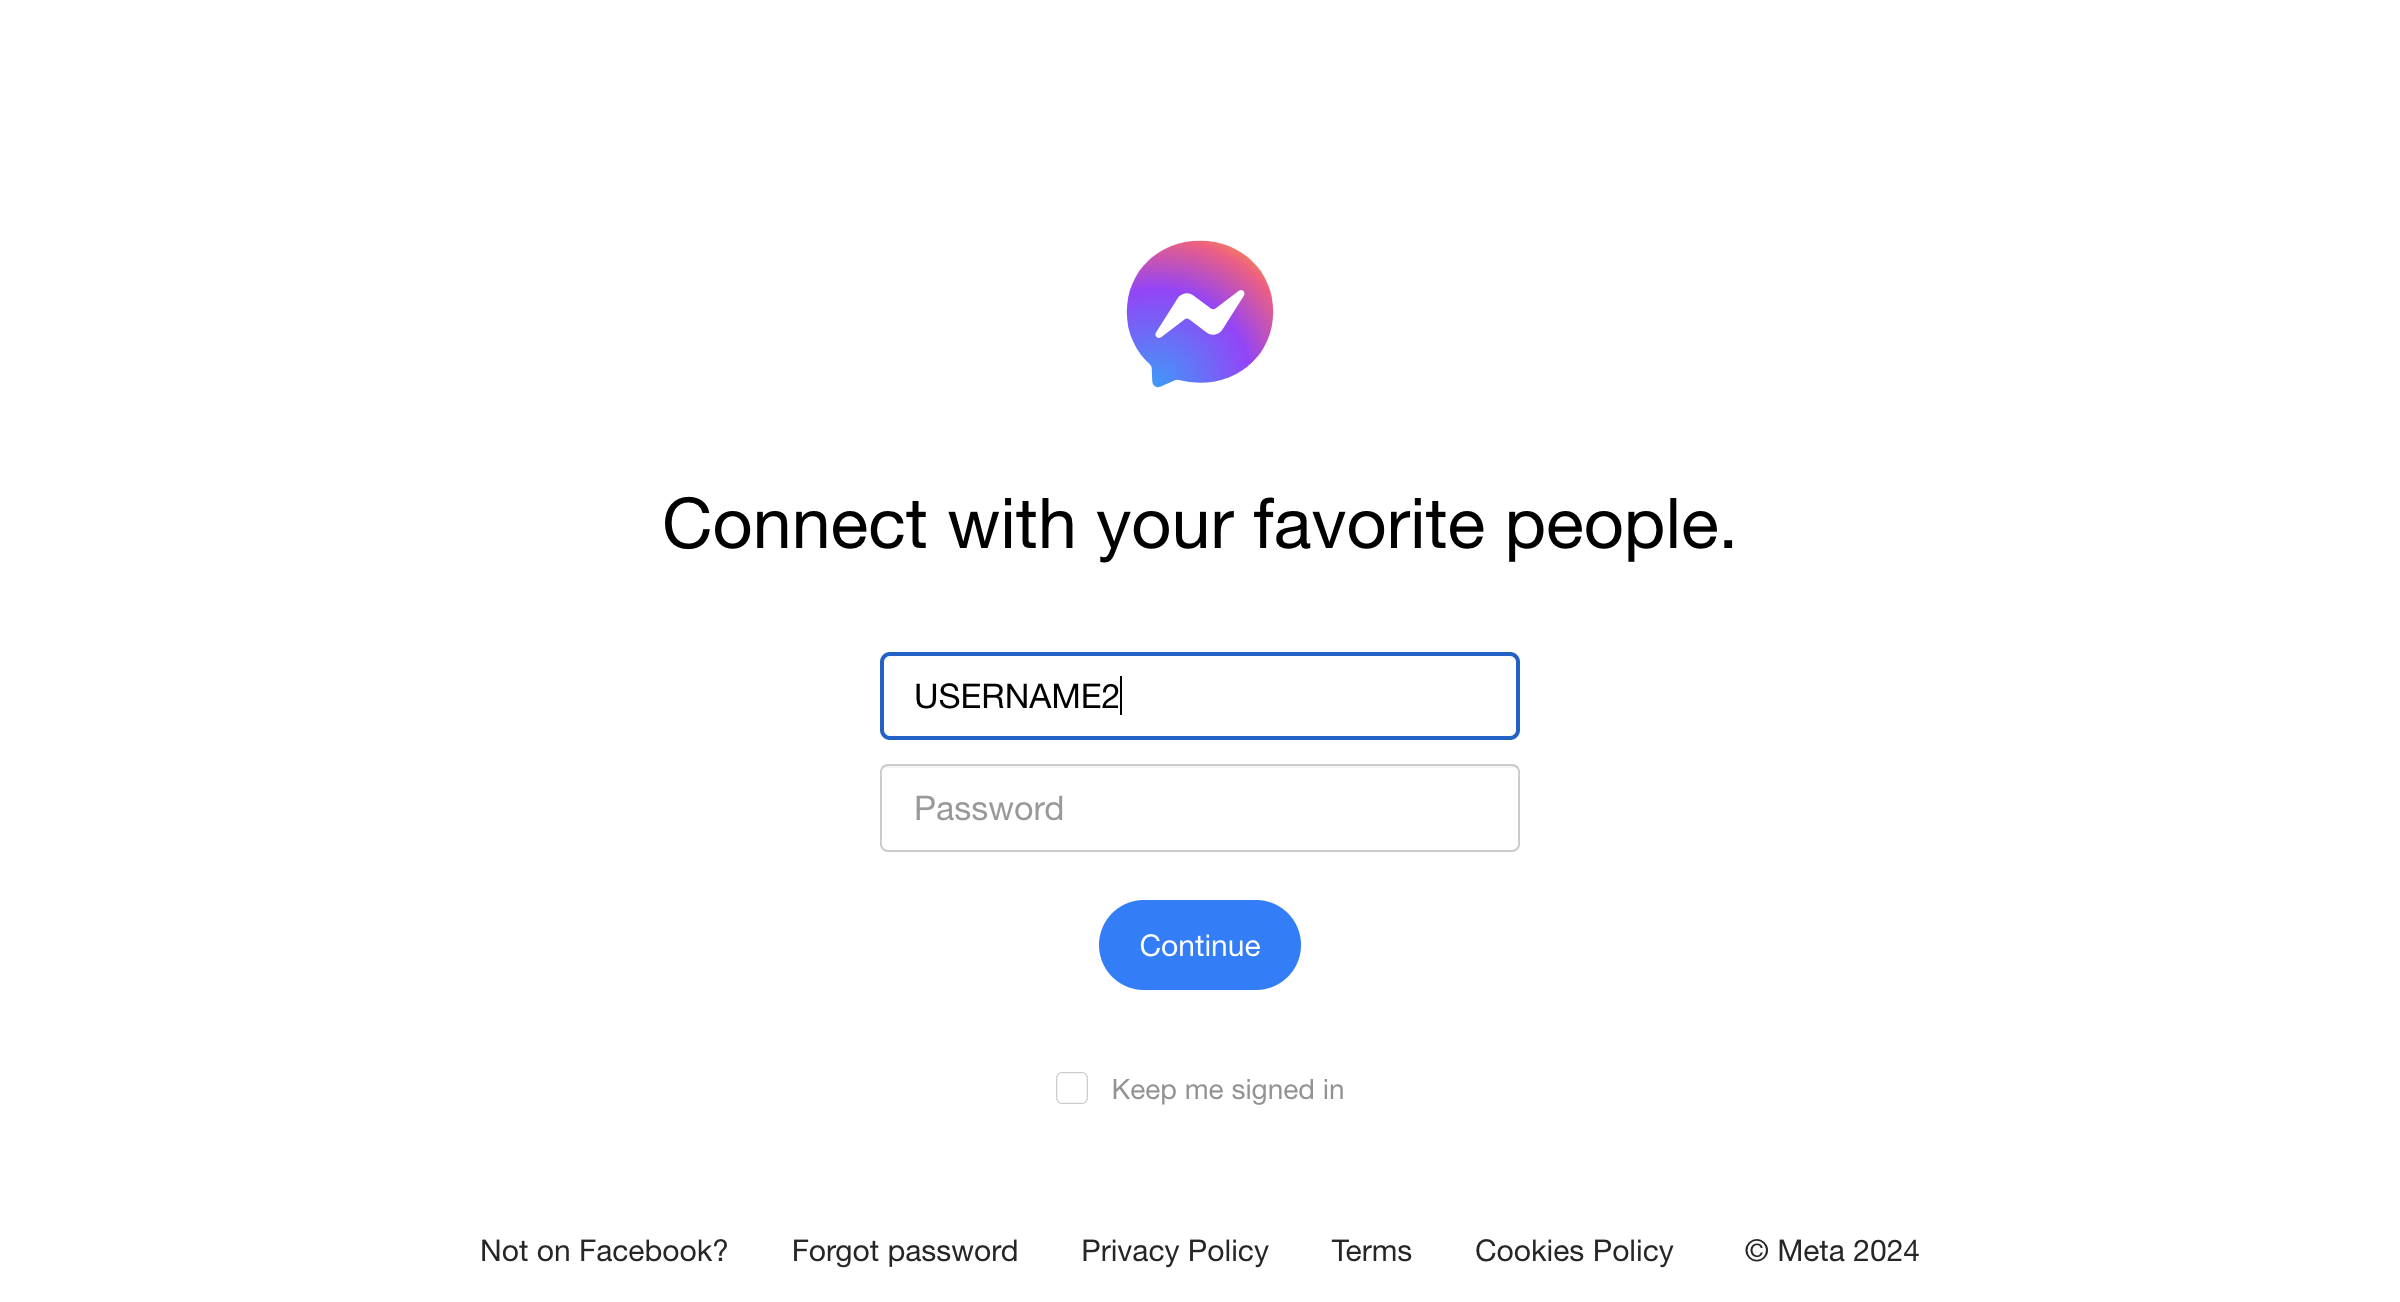 Connect with your favorite people.
USERNAME2
Password
Continue
Keep me signed in
Not on Facebook? Forgot password Privacy Policy Terms Cookies Policy © Meta 2024